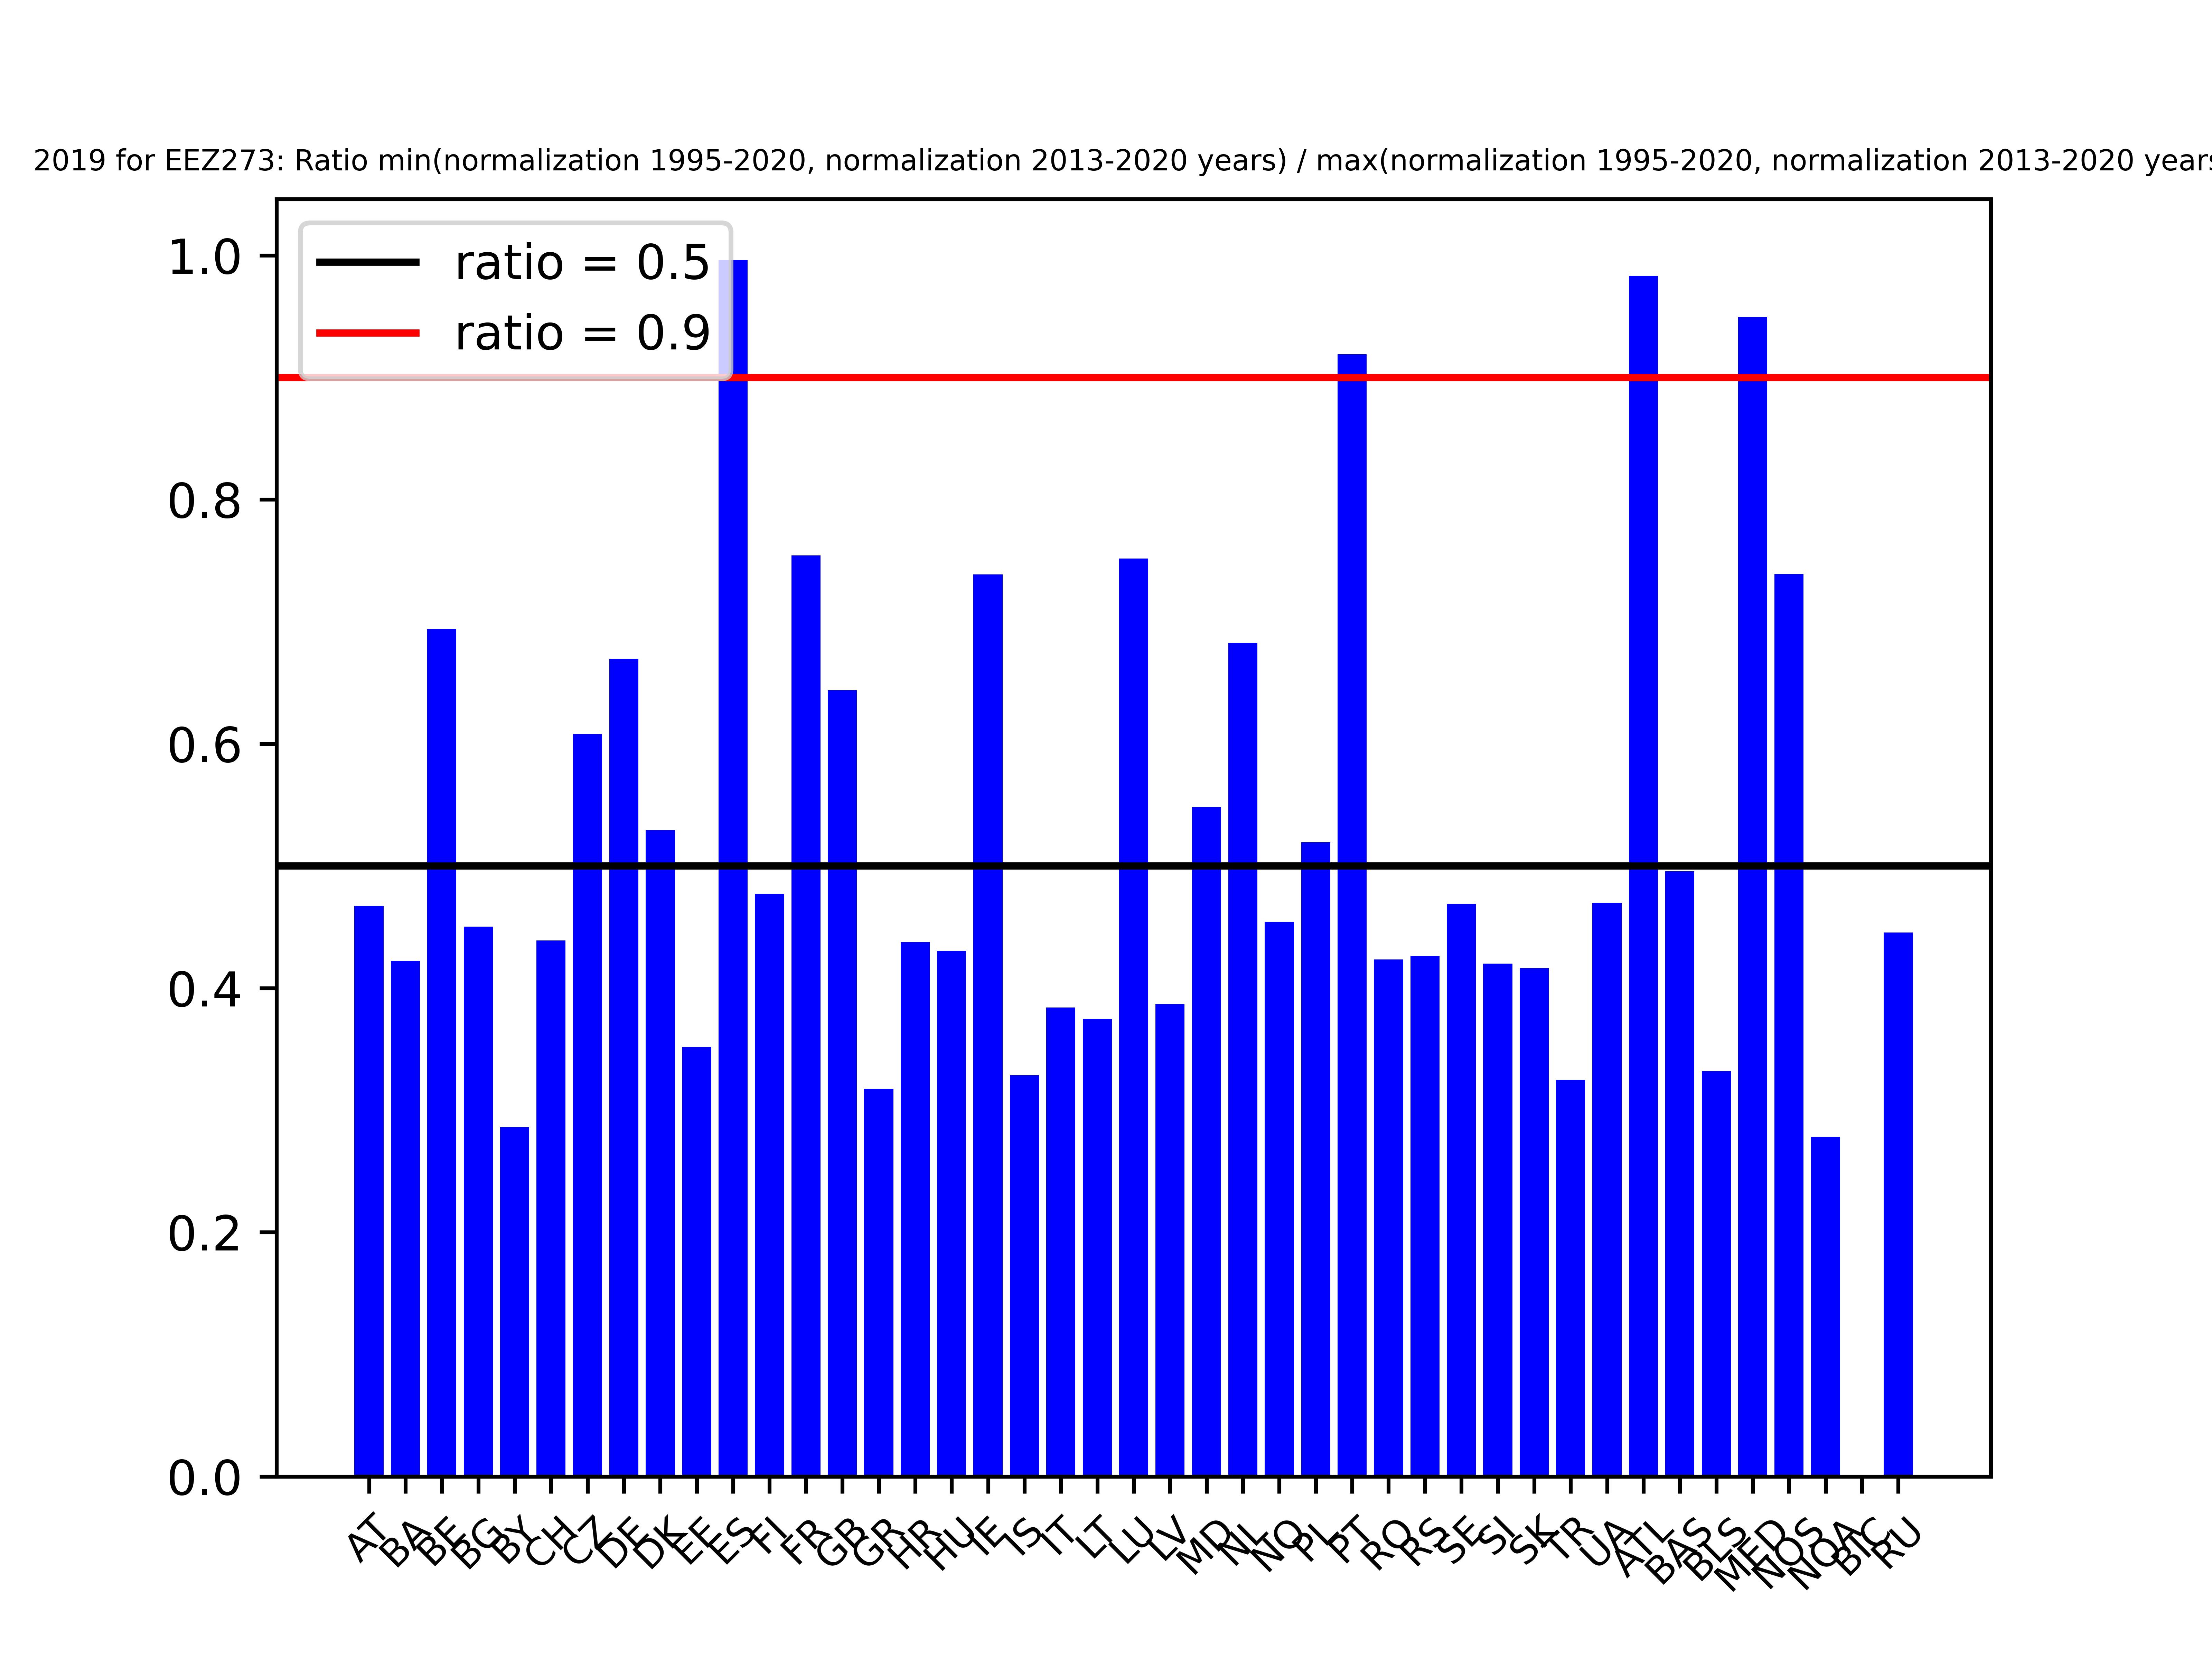 2019 for EEZ273: Ratio min(normalization 1995-2020, normalization 2013-2020 years) / max(normalization 1995-2020, normalization 2013-2020 years
ratio = 0.5
ratio = 0.9
1.0
0.8
0.6
0.4
0.2
0.0
AT BA BE BG BY CH CZ DE DK EE ES FI FR GB GR HR HU IE IS IT LT LU LV MD NL NO PL PT RO RS SE SI SK TR UA ATL BAS BLS MED NOS NOA BIC RU